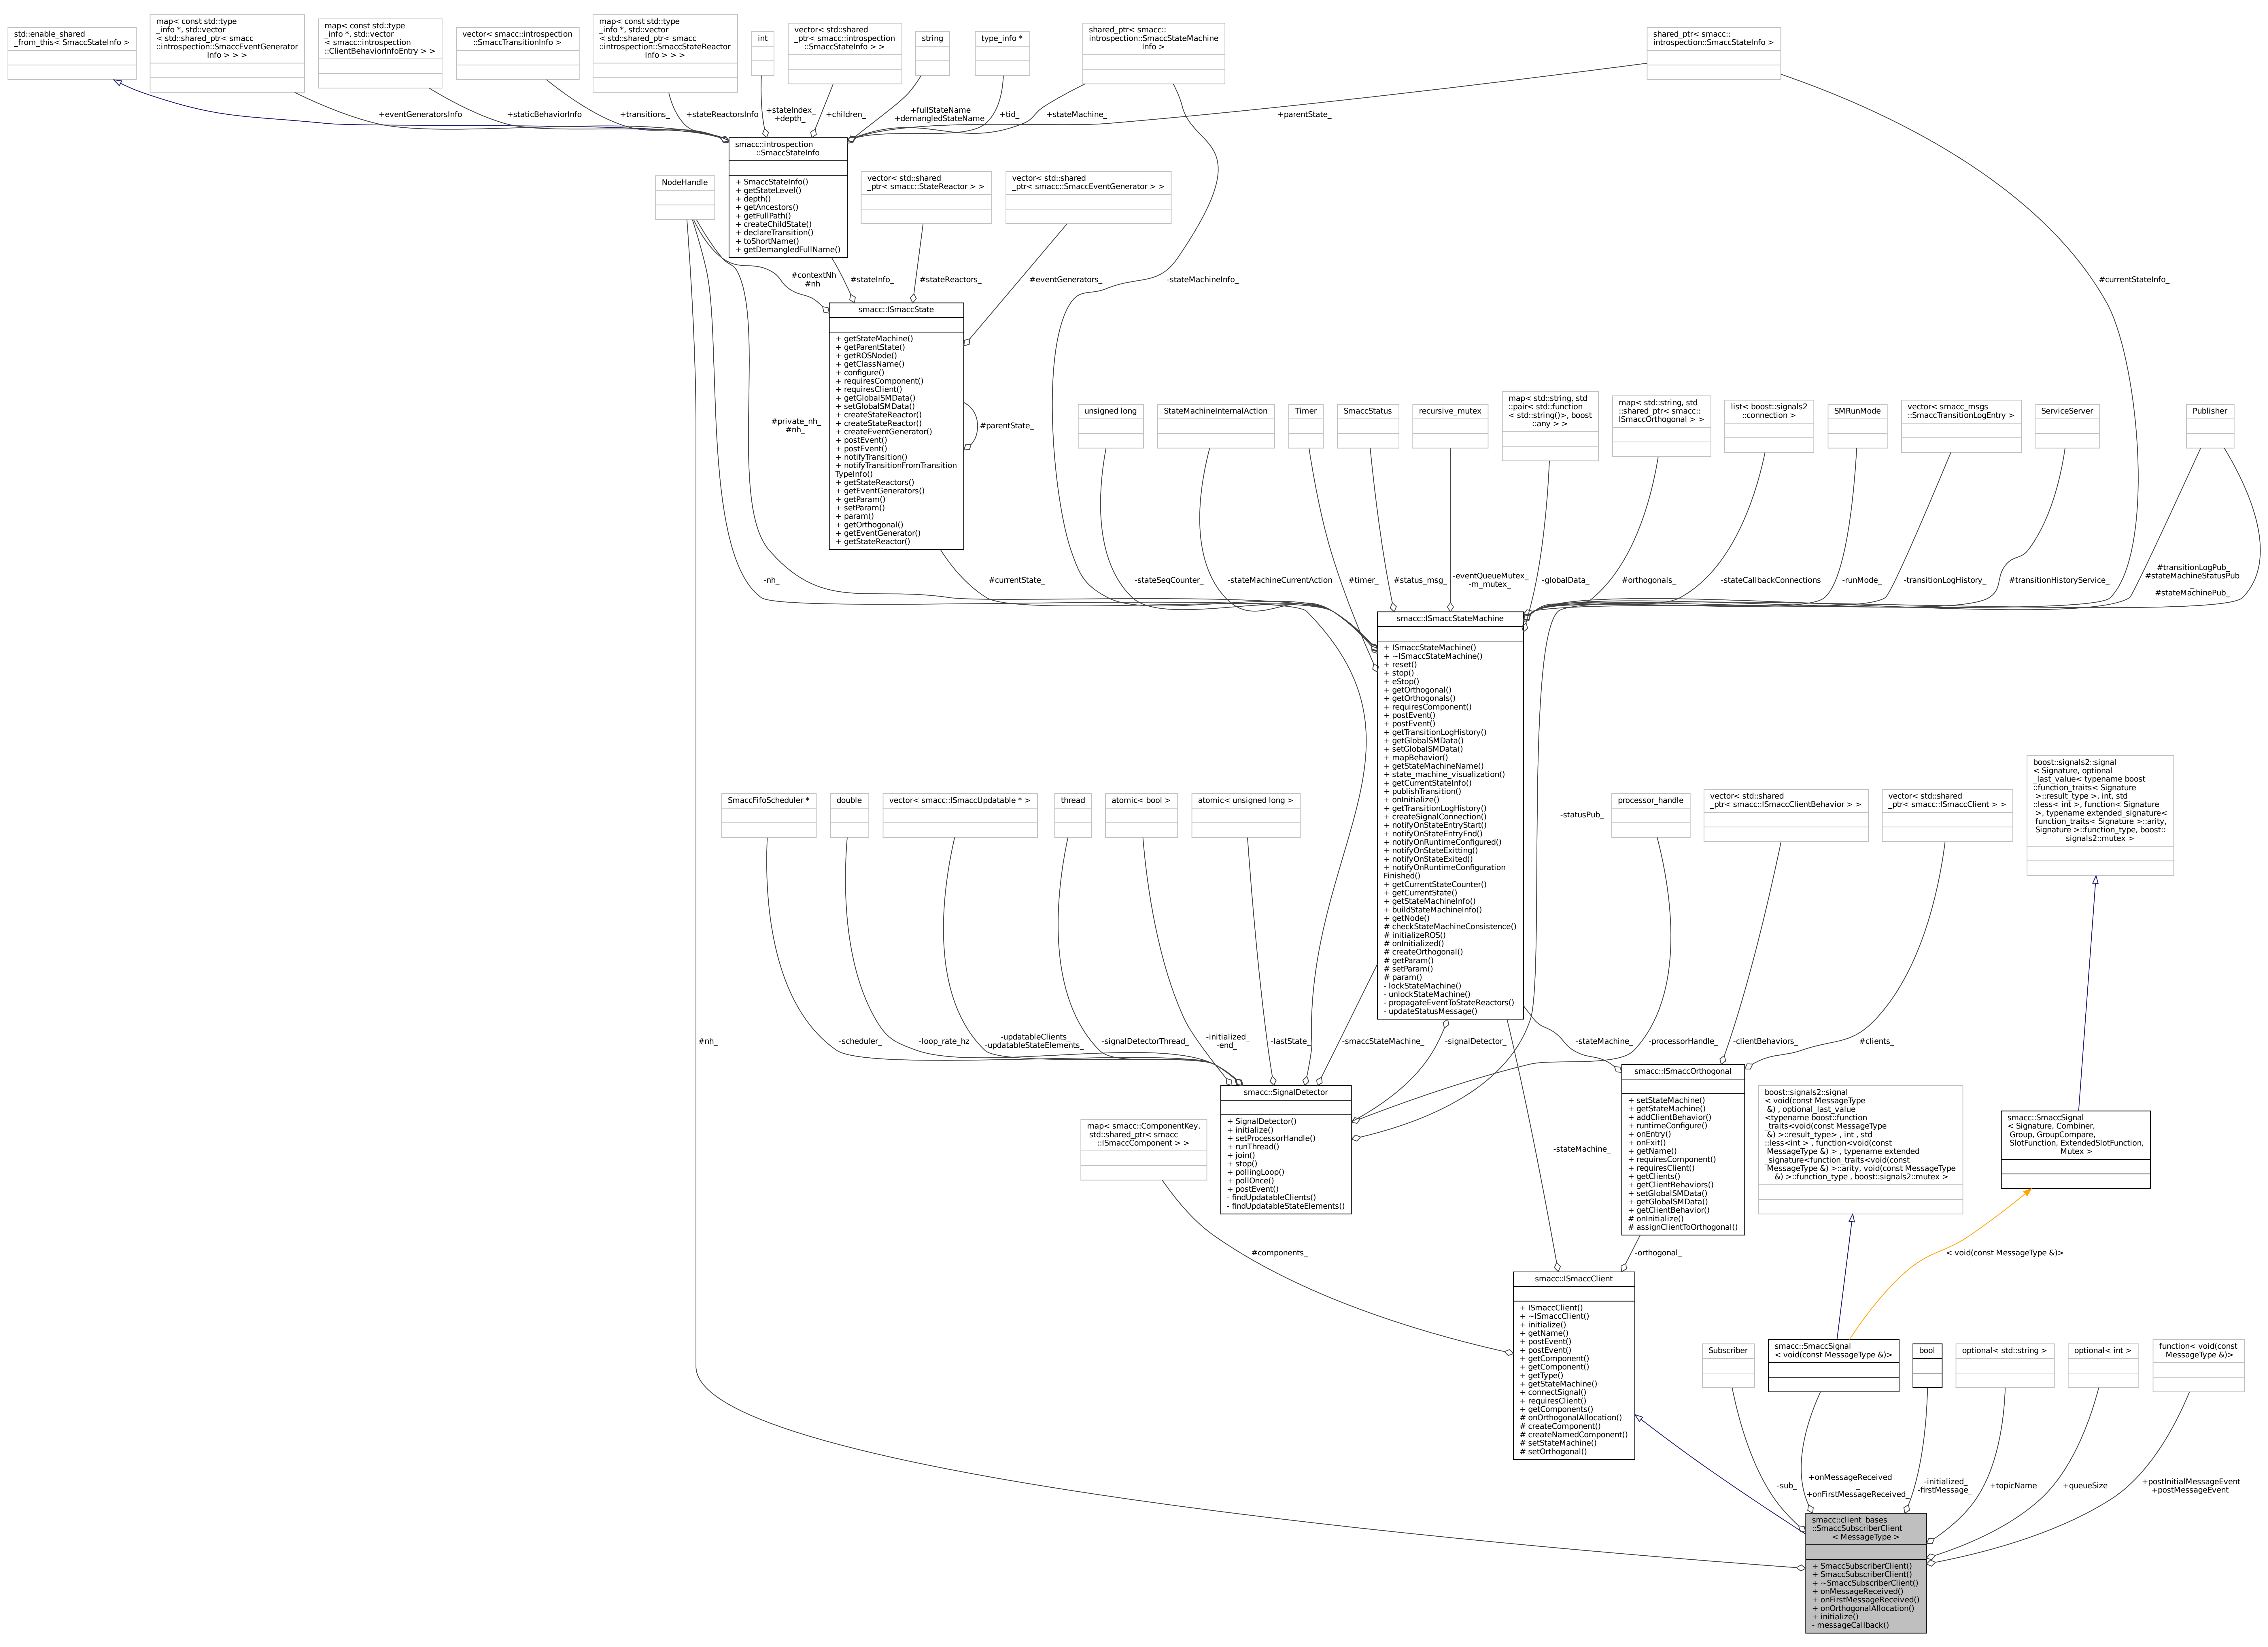 std::enable_shared
_from_this< SmaccStateInfo >
map< const std::type
_info *, std::vector
< std::shared_ptr< smacc
::introspection::SmaccEventGenerator
Info > > >
map< const std::type
_info *, std::vector
< smacc::introspection
::ClientBehaviorInfoEntry > >
vector< smacc::introspection
::SmaccTransitionInfo >
map< const std::type
_info *, std::vector
< std::shared_ptr< smacc
::introspection::SmaccStateReactor
Info > > >
int
vector< std::shared
_ptr< smacc::introspection
::SmaccStateInfo > >
string
type_info *
shared_ptr< smacc::
introspection::SmaccStateMachine
Info >
shared_ptr< smacc::
introspection::SmaccStateInfo >
+eventGeneratorsInfo
+staticBehaviorInfo
+transitions_
+stateReactorsInfo
+stateIndex_
+depth_
+children_
+fullStateName
+demangledStateName
+tid_
+stateMachine_
+parentState_
smacc::introspection
::SmaccStateInfo
+ SmaccStateInfo()
+ getStateLevel()
+ depth()
+ getAncestors()
+ getFullPath()
+ createChildState()
+ declareTransition()
+ toShortName()
+ getDemangledFullName()
NodeHandle
vector< std::shared
_ptr< smacc::StateReactor > >
vector< std::shared
_ptr< smacc::SmaccEventGenerator > >
#contextNh
#nh
#stateInfo_
#stateReactors_
#eventGenerators_
-stateMachineInfo_
#currentStateInfo_
smacc::ISmaccState
+ getStateMachine()
+ getParentState()
+ getROSNode()
+ getClassName()
+ configure()
+ requiresComponent()
+ requiresClient()
+ getGlobalSMData()
+ setGlobalSMData()
+ createStateReactor()
+ createStateReactor()
+ createEventGenerator()
+ postEvent()
+ postEvent()
+ notifyTransition()
+ notifyTransitionFromTransition
TypeInfo()
+ getStateReactors()
+ getEventGenerators()
+ getParam()
+ setParam()
+ param()
+ getOrthogonal()
+ getEventGenerator()
+ getStateReactor()
#parentState_
#private_nh_
#nh_
unsigned long
StateMachineInternalAction
Timer
SmaccStatus
recursive_mutex
map< std::string, std
::pair< std::function
< std::string()>, boost
::any > >
map< std::string, std
::shared_ptr< smacc::
ISmaccOrthogonal > >
list< boost::signals2
::connection >
SMRunMode
vector< smacc_msgs
::SmaccTransitionLogEntry >
ServiceServer
Publisher
-nh_
#currentState_
-stateSeqCounter_
-stateMachineCurrentAction
#timer_
#status_msg_
-eventQueueMutex_
-m_mutex_
-globalData_
#orthogonals_
-stateCallbackConnections
-runMode_
-transitionLogHistory_
#transitionHistoryService_
#transitionLogPub_
#stateMachineStatusPub
_
#stateMachinePub_
smacc::ISmaccStateMachine
+ ISmaccStateMachine()
+ ~ISmaccStateMachine()
+ reset()
+ stop()
+ eStop()
+ getOrthogonal()
+ getOrthogonals()
+ requiresComponent()
+ postEvent()
+ postEvent()
+ getTransitionLogHistory()
+ getGlobalSMData()
+ setGlobalSMData()
+ mapBehavior()
+ getStateMachineName()
+ state_machine_visualization()
+ getCurrentStateInfo()
+ publishTransition()
+ onInitialize()
+ getTransitionLogHistory()
+ createSignalConnection()
+ notifyOnStateEntryStart()
+ notifyOnStateEntryEnd()
+ notifyOnRuntimeConfigured()
+ notifyOnStateExitting()
+ notifyOnStateExited()
+ notifyOnRuntimeConfiguration
Finished()
+ getCurrentStateCounter()
+ getCurrentState()
+ getStateMachineInfo()
+ buildStateMachineInfo()
+ getNode()
# checkStateMachineConsistence()
# initializeROS()
# onInitialized()
# createOrthogonal()
# getParam()
# setParam()
# param()
- lockStateMachine()
- unlockStateMachine()
- propagateEventToStateReactors()
- updateStatusMessage()
SmaccFifoScheduler *
double
vector< smacc::ISmaccUpdatable * >
thread
atomic< bool >
atomic< unsigned long >
-statusPub_
processor_handle
vector< std::shared
_ptr< smacc::ISmaccClientBehavior > >
vector< std::shared
_ptr< smacc::ISmaccClient > >
boost::signals2::signal
< Signature, optional
_last_value< typename boost
::function_traits< Signature
>::result_type >, int, std
::less< int >, function< Signature
>, typename extended_signature<
function_traits< Signature >::arity,
Signature >::function_type, boost::
signals2::mutex >
#nh_
-scheduler_
-loop_rate_hz
-updatableClients_
-updatableStateElements_
-signalDetectorThread_
-initialized_
-end_
-lastState_
-smaccStateMachine_
-signalDetector_
-stateMachine_
-processorHandle_
-clientBehaviors_
#clients_
smacc::SignalDetector
+ SignalDetector()
+ initialize()
+ setProcessorHandle()
+ runThread()
+ join()
+ stop()
+ pollingLoop()
+ pollOnce()
+ postEvent()
- findUpdatableClients()
- findUpdatableStateElements()
smacc::ISmaccOrthogonal
+ setStateMachine()
+ getStateMachine()
+ addClientBehavior()
+ runtimeConfigure()
+ onEntry()
+ onExit()
+ getName()
+ requiresComponent()
+ requiresClient()
+ getClients()
+ getClientBehaviors()
+ setGlobalSMData()
+ getGlobalSMData()
+ getClientBehavior()
# onInitialize()
# assignClientToOrthogonal()
boost::signals2::signal
< void(const MessageType
&) , optional_last_value
<typename boost::function
_traits<void(const MessageType
&) >::result_type> , int , std
::less<int > , function<void(const
MessageType &) > , typename extended
_signature<function_traits<void(const
MessageType &) >::arity, void(const MessageType
&) >::function_type , boost::signals2::mutex >
smacc::SmaccSignal
< Signature, Combiner,
Group, GroupCompare,
SlotFunction, ExtendedSlotFunction,
Mutex >
map< smacc::ComponentKey,
std::shared_ptr< smacc
::ISmaccComponent > >
-stateMachine_
#components_
-orthogonal_
< void(const MessageType &)>
smacc::ISmaccClient
+ ISmaccClient()
+ ~ISmaccClient()
+ initialize()
+ getName()
+ postEvent()
+ postEvent()
+ getComponent()
+ getComponent()
+ getType()
+ getStateMachine()
+ connectSignal()
+ requiresClient()
+ getComponents()
# onOrthogonalAllocation()
# createComponent()
# createNamedComponent()
# setStateMachine()
# setOrthogonal()
Subscriber
smacc::SmaccSignal
< void(const MessageType &)>
bool
optional< std::string >
optional< int >
function< void(const
MessageType &)>
-sub_
+onMessageReceived
_
+onFirstMessageReceived_
-initialized_
-firstMessage_
+topicName
+queueSize
+postInitialMessageEvent
+postMessageEvent
smacc::client_bases
::SmaccSubscriberClient
< MessageType >
+ SmaccSubscriberClient()
+ SmaccSubscriberClient()
+ ~SmaccSubscriberClient()
+ onMessageReceived()
+ onFirstMessageReceived()
+ onOrthogonalAllocation()
+ initialize()
- messageCallback()